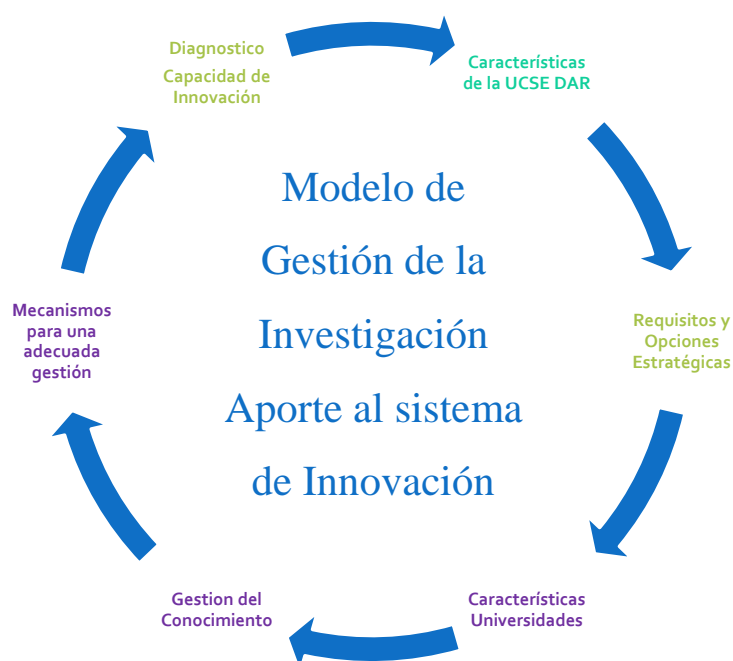 Diagnostico
Capacidad de
Innovación
Características
de la UCSE DAR
Requisitos y
Opciones
Estratégicas
Características
Universidades
Gestion del
Conocimiento
Mecanismos
para una
adecuada
gestión
Modelo de
Gestión de la
Investigación
Aporte al sistema
de Innovación